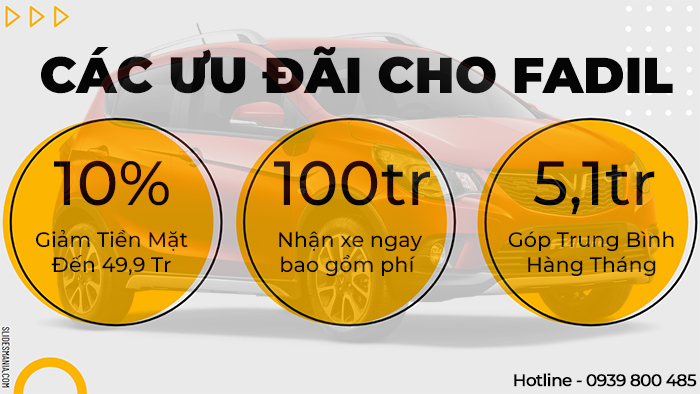 CÁC ƯU ĐÃI CHO FADIL
10%
Giảm Tiền Mặt
Đến 49,9 Tr
100tr
Nhận xe ngay
bao gồm phí
5,1tr
Góp Trung Bình
Hàng Tháng
SLIDESMANIA.COM
Hotline - 0939 800 485